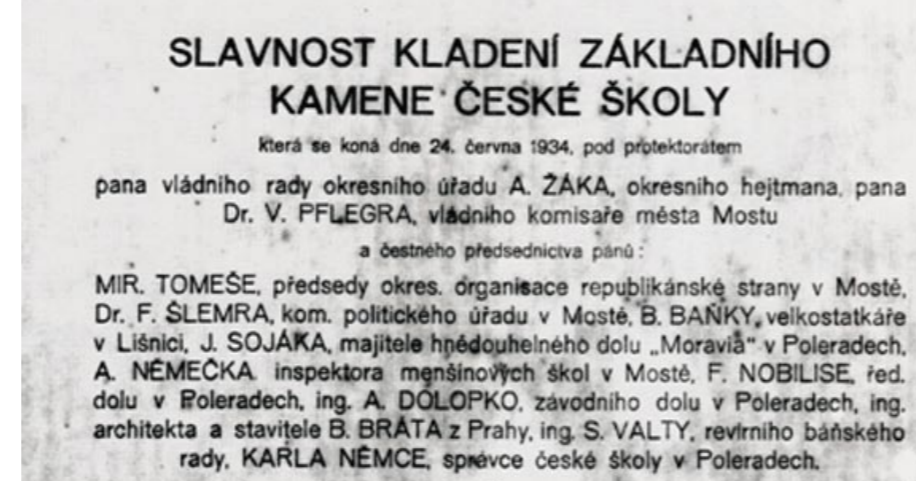 SLAVNOST KLADENÍ ZÁKLADNÍHO
KAMENE ČESKÉ ŠKOLY
která se koná dne 24. června 1934, pod protektorátem
pana vládního rady okresního úřadu A. ŽÁKA, okresního hejtmana, pana
Dr. V. PFLEGRA, vládního komisaře města Mostu
a čestného předsednictva pánů:
MIR. TOMEŠE, předsedy okres. organisace republikánské strany v Mostě,
Dr. F. ŠLEMRA, kom. politického úřadu v Mostě, B. BAŇKY, velkostatkáře
v Lišnici, J. SOJÁKA, majitele hnědouhelného dolu „Moravia" v Poleradech,
A. NĚMEČKA inspektora menšinových škol v Mostě, F. NOBILISE, řed.
dolu v Poleradech, ing. A. DOLOPKO, závodního dolu v Poleradech, ing.
architekta a stavitele B. BRÁTA z Prahy, ing. S. VALTY, revírního báňského
rady, KARLA NĚMCE, správce české školy v Poleradech.